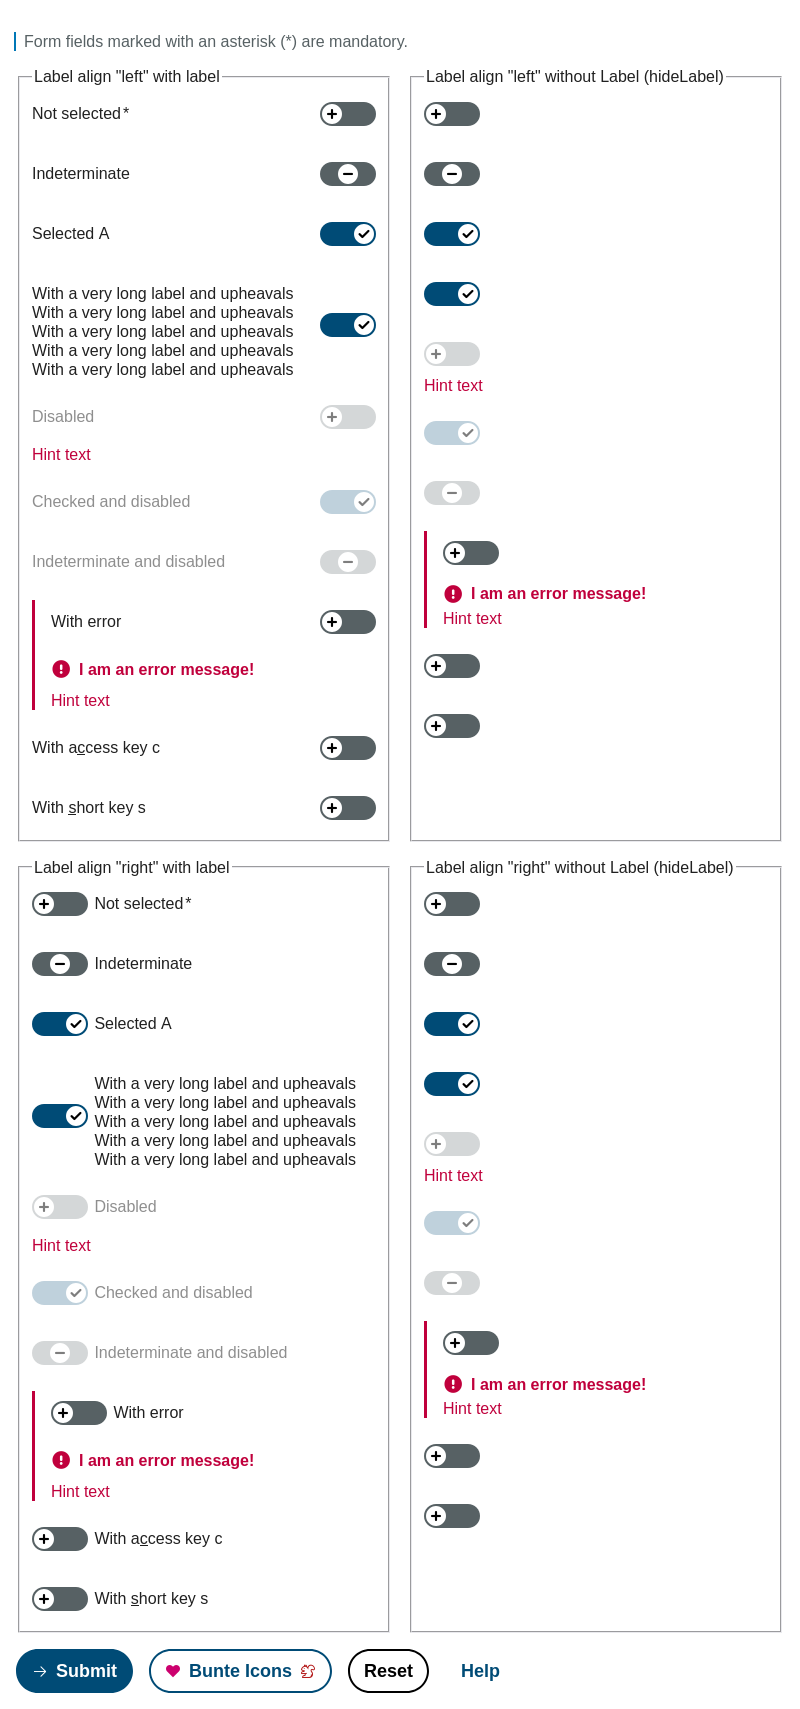 Form fields marked with an asterisk (*) are mandatory.
Label align "left" with label
Not selected*
Indeterminate
Selected A
With a very long label and upheavals
With a very long label and upheavals
With a very long label and upheavals
With a very long label and upheavals
With a very long label and upheavals
Disabled
Hint text
Checked and disabled
Indeterminate and disabled
With error
I am an error message!
Hint text
With access key c
With short key s
Label align "left" without Label (hideLabel)
Hint text
I am an error message!
Hint text
Label align "right" with label
Not selected*
Indeterminate
Selected A
With a very long label and upheavals
With a very long label and upheavals
With a very long label and upheavals
With a very long label and upheavals
With a very long label and upheavals
Disabled
Hint text
Checked and disabled
Indeterminate and disabled
With error
I am an error message!
Hint text
With access key c
With short key s
Label align "right" without Label (hideLabel)
Hint text
I am an error message!
Hint text
Submit
Bunte Icons
Reset
Help